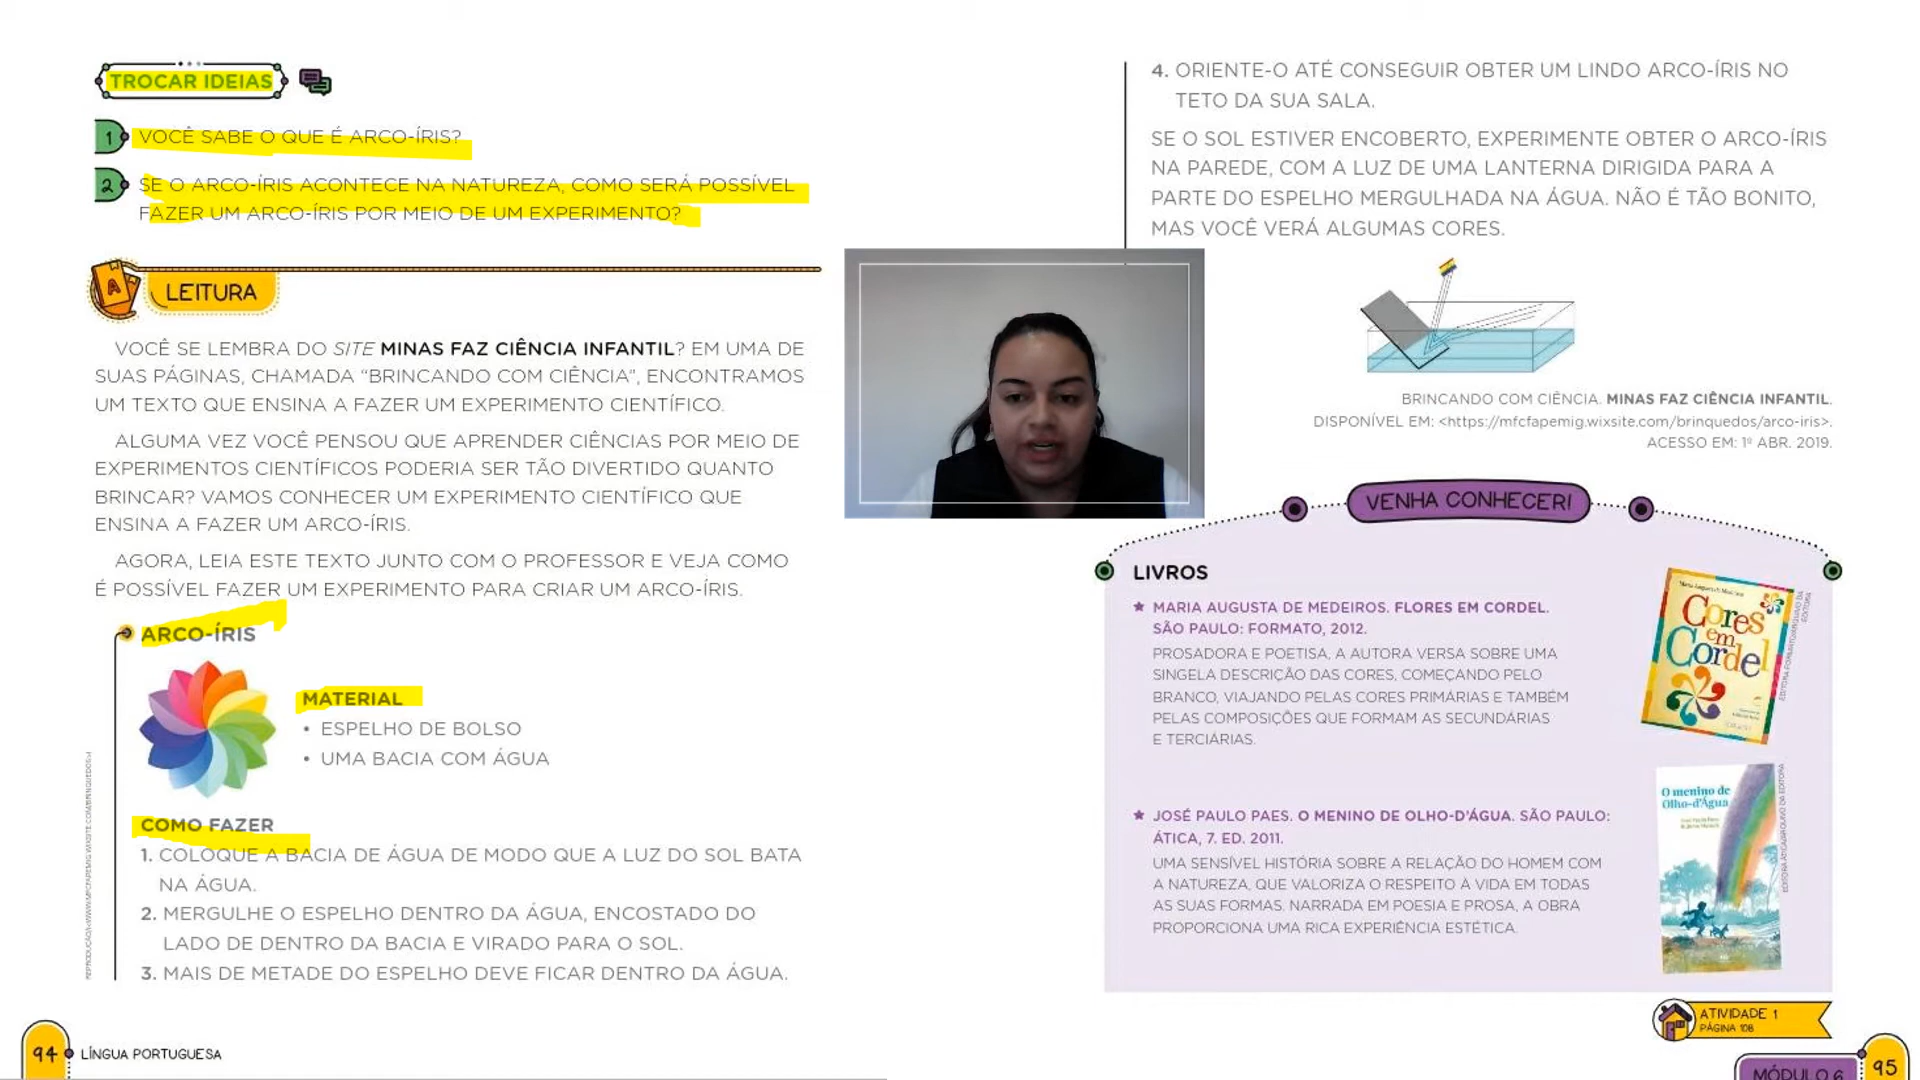 TROCAR IDEIAS
1 VOCÊ SABE O QUE É ARCO-ÍRIS?
2 SE O ARCO-ÍRIS ACONTECE NA NATUREZA, COMO SERÁ POSSÍVEL
FAZER UM ARCO-ÍRIS POR MEIO DE UM EXPERIMENTO?
A
LEITURA
VOCÊ SE LEMBRA DO SITE MINAS FAZ CIÊNCIA INFANTIL? EM UMA DE
SUAS PÁGINAS, CHAMADA “BRINCANDO COM CIÊNCIA”, ENCONTRAMOS
UM TEXTO QUE ENSINA A FAZER UM EXPERIMENTO CIENTÍFICO.
ALGUMA VEZ VOCÊ PENSOU QUE APRENDER CIÊNCIAS POR MEIO DE
EXPERIMENTOS CIENTÍFICOS PODERIA SER TÃO DIVERTIDO QUANTO
BRINCAR? VAMOS CONHECER UM EXPERIMENTO CIENTÍFICO QUE
ENSINA A FAZER UM ARCO-ÍRIS.
AGORA, LEIA ESTE TEXTO JUNTO COM O PROFESSOR E VEJA COMO
É POSSÍVEL FAZER UM EXPERIMENTO PARA CRIAR UM ARCO-ÍRIS.
ARCO-ÍRIS
MATERIAL
• ESPELHO DE BOLSO
• UMA BACIA COM ÁGUA
COMO FAZER
1. COLOQUE A BACIA DE ÁGUA DE MODO QUE A LUZ DO SOL BATA
NA ÁGUA.
2. MERGULHE O ESPELHO DENTRO DA ÁGUA, ENCOSTADO DO
LADO DE DENTRO DA BACIA E VIRADO PARA O SOL.
3. MAIS DE METADE DO ESPELHO DEVE FICAR DENTRO DA ÁGUA.
94 LÍNGUA PORTUGUESA
4. ORIENTE-O ATÉ CONSEGUIR OBTER UM LINDO ARCO-ÍRIS NO
TETO DA SUA SALA.
SE O SOL ESTIVER ENCOBERTO, EXPERIMENTE OBTER O ARCO-ÍRIS
NA PAREDE, COM A LUZ DE UMA LANTERNA DIRIGIDA PARA A
PARTE DO ESPELHO MERGULHADA NA ÁGUA. NÃO É TÃO BONITO,
MAS VOCÊ VERÁ ALGUMAS CORES.
BRINCANDO COM CIÊNCIA. MINAS FAZ CIÊNCIA INFANTIL.
DISPONÍVEL EM: <https://mfcfapemig.wixsite.com/brinquedos/arco-iris>.
ACESSO EM: 1º ABR. 2019.
VENHA CONHECER!
LIVROS
MARIA AUGUSTA DE MEDEIROS. FLORES EM CORDEL.
SÃO PAULO: FORMATO, 2012.
PROSADORA E POETISA, A AUTORA VERSA SOBRE UMA
SINGELA DESCRIÇÃO DAS CORES, COMEÇANDO PELO
BRANCO, VIAJANDO PELAS CORES PRIMÁRIAS E TAMBÉM
PELAS COMPOSIÇÕES QUE FORMAM AS SECUNDÁRIAS
E TERCIÁRIAS.
Cores
em
Cordel
JOSÉ PAULO PAES. O MENINO DE OLHO-D'ÁGUA. SÃO PAULO:
ÁTICA, 7. ED. 2011.
UMA SENSÍVEL HISTÓRIA SOBRE A RELAÇÃO DO HOMEM COM
A NATUREZA, QUE VALORIZA O RESPEITO À VIDA EM TODAS
AS SUAS FORMAS. NARRADA EM POESIA E PROSA, A OBRA
PROPORCIONA UMA RICA EXPERIÊNCIA ESTÉTICA.
O menino de
Olho-d'Água
ATIVIDADE 1
PÁGINA 108
MÓDULO 6 95